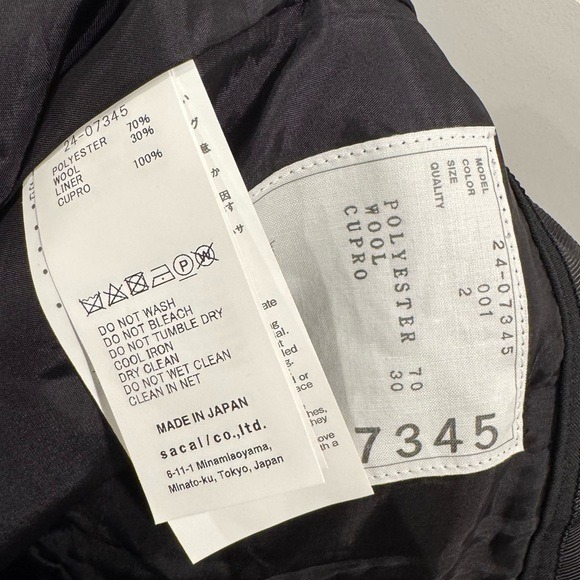 24-07345
POLYESTER 70%
WOOL 30%
LINER
CUPRO 100%
DO NOT WASH
DO NOT BLEACH
DO NOT TUMBLE DRY
COOL IRON
DRY CLEAN
DO NOT WET CLEAN
CLEAN IN NET
MADE IN JAPAN
sacai/co.,ltd.
6-11-1 Minamiaoyama,
Minato-ku, Tokyo, Japan
MODEL 24-07345
COLOR 001
SIZE 2
QUALITY
POLYESTER 70
WOOL 30
CUPRO
7345